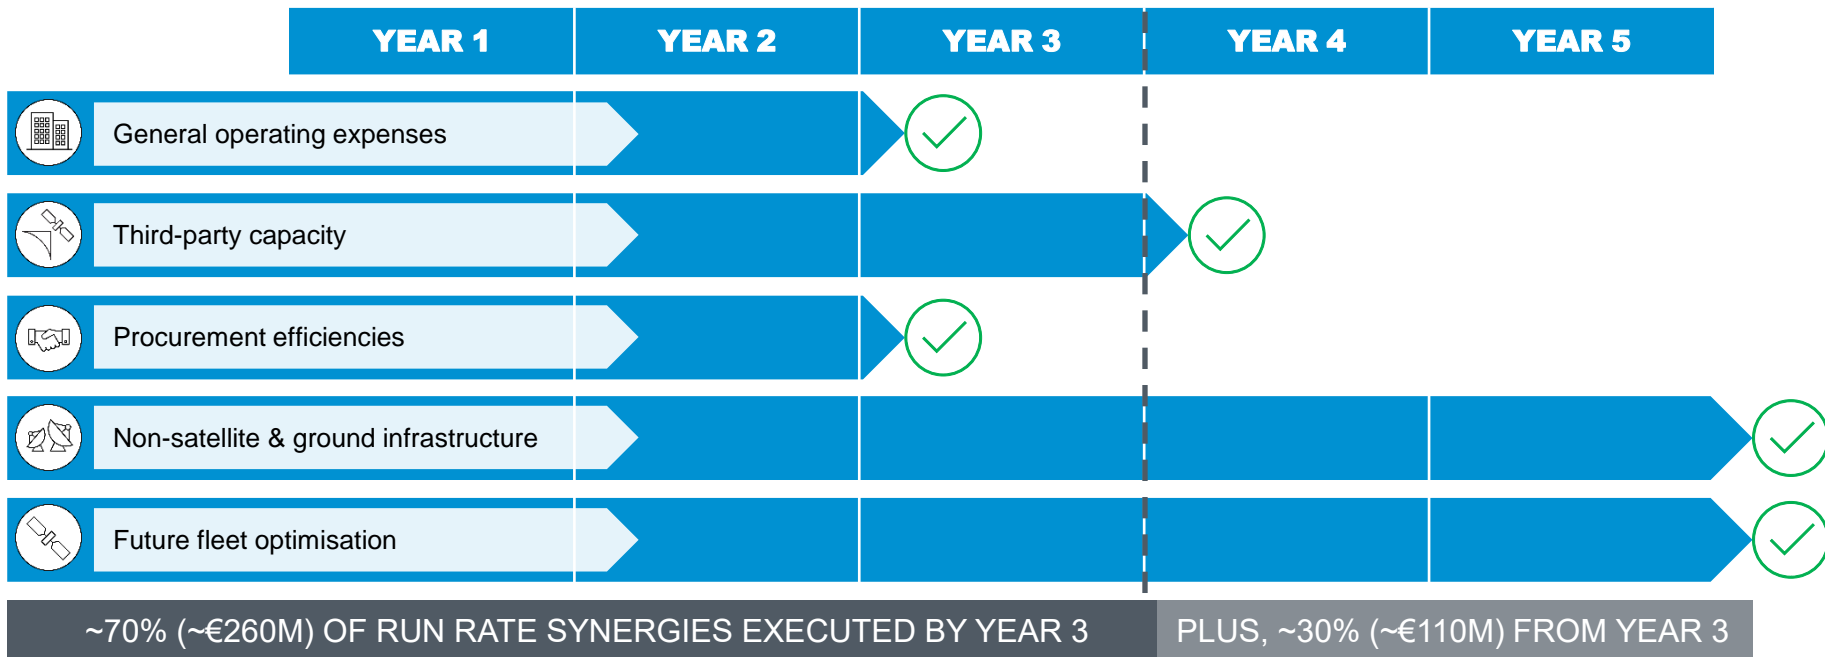 YEAR 1
YEAR 2
YEAR 3
YEAR 4
YEAR 5
General operating expenses
Third-party capacity
Procurement efficiencies
Non-satellite & ground infrastructure
Future fleet optimisation
~70% (~€260M) OF RUN RATE SYNERGIES EXECUTED BY YEAR 3
PLUS, ~30% (~€110M) FROM YEAR 3